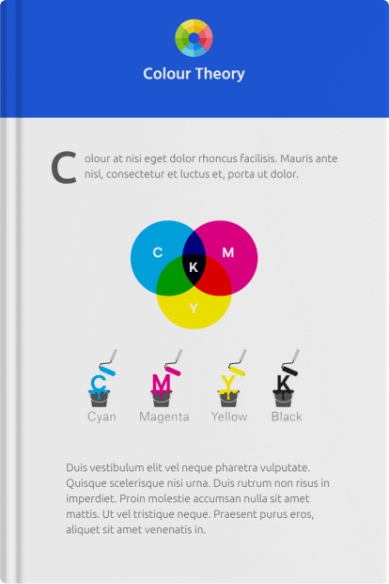 Colour Theory
Colour at nisi eget dolor rhoncus facilisis. Mauris ante
nisl, consectetur et luctus et, porta ut dolor.
C
M
K
Y
C M Y K
Cyan Magenta Yellow Black
Duis vestibulum elit vel neque pharetra vulputate.
Quisque scelerisque nisi urna. Duis rutrum non risus in
imperdiet. Proin molestie accumsan nulla sit amet
mattis. Ut vel tristique neque. Praesent purus eros,
aliquet sit amet venenatis in.